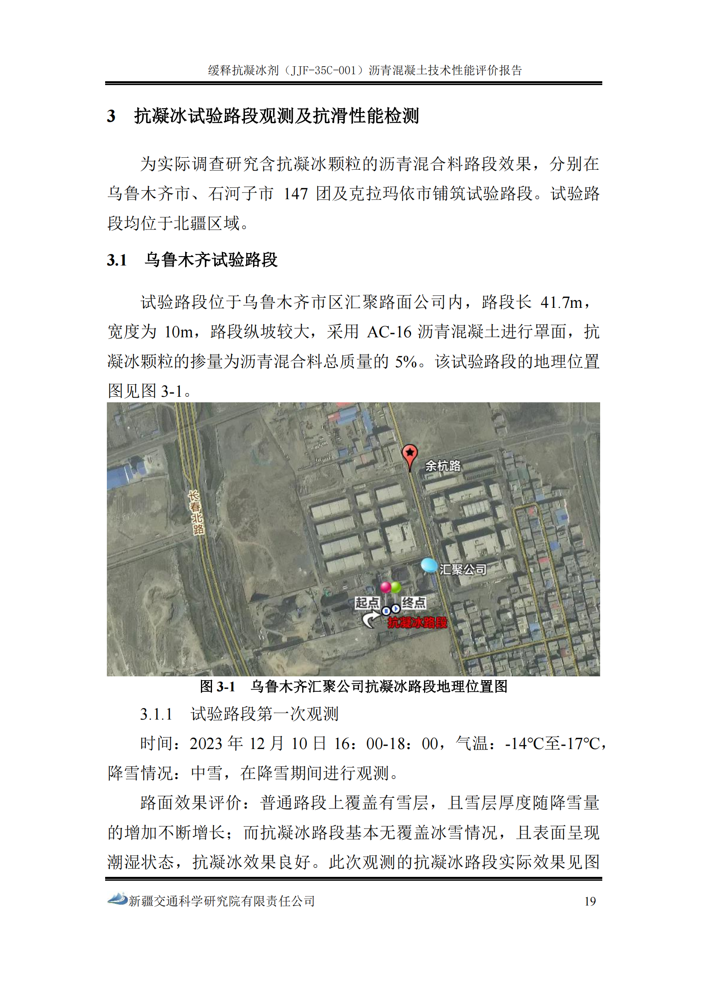 缓释抗凝冰剂（JJF-35C-001）沥青混凝土技术性能评价报告
3 抗凝冰试验路段观测及抗滑性能检测
为实际调查研究含抗凝冰颗粒的沥青混合料路段效果，分别在
乌鲁木齐市、石河子市 147 团及克拉玛依市铺筑试验路段。试验路
段均位于北疆区域。
3.1 乌鲁木齐试验路段
试验路段位于乌鲁木齐市区汇聚路面公司内，路段长 41.7m，
宽度为 10m，路段纵坡较大，采用 AC-16 沥青混凝土进行罩面，抗
凝冰颗粒的掺量为沥青混合料总质量的 5%。该试验路段的地理位置
图见图 3-1。
余杭路
长春北路
汇聚公司
起点 终点
抗凝冰路段
图 3-1 乌鲁木齐汇聚公司抗凝冰路段地理位置图
3.1.1 试验路段第一次观测
时间：2023 年 12 月 10 日 16：00-18：00，气温：-14℃至-17℃，
降雪情况：中雪，在降雪期间进行观测。
路面效果评价：普通路段上覆盖有雪层，且雪层厚度随降雪量
的增加不断增长；而抗凝冰路段基本无覆盖冰雪情况，且表面呈现
潮湿状态，抗凝冰效果良好。此次观测的抗凝冰路段实际效果见图
新疆交通科学研究院有限责任公司 19